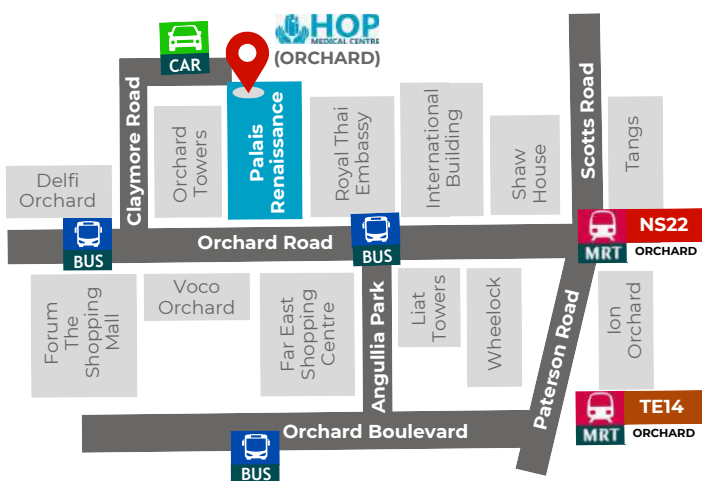 HOP
MEDICAL CENTRE
(ORCHARD)
CAR
Claymore Road
Scotts Road
Delfi
Orchard
Orchard
Towers
Palais
Renaissance
Royal Thai
Embassy
International
Building
Shaw
House
Tangs
BUS
Orchard Road
BUS
MRT
NS22
ORCHARD
Forum
The
Shopping
Mall
Voco
Orchard
Far East
Shopping
Centre
Angullia Park
Liat
Towers
Wheelock
Paterson Road
Ion
Orchard
MRT
TE14
ORCHARD
Orchard Boulevard
BUS